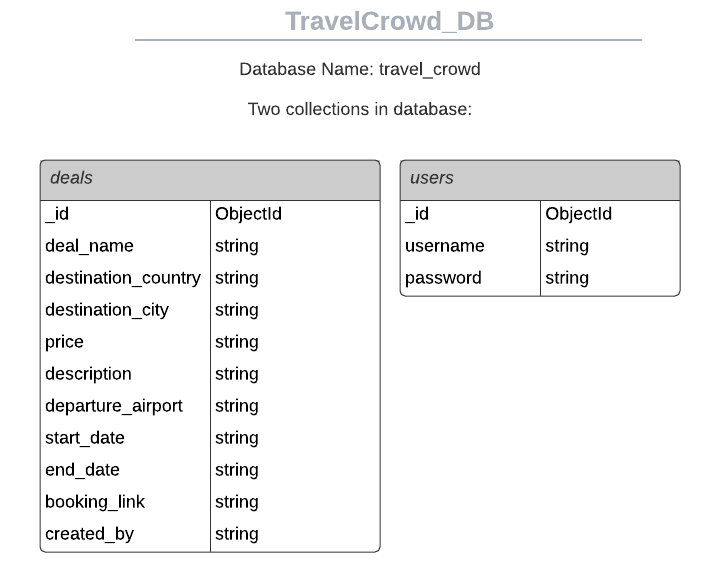 TravelCrowd_DB
Database Name: travel_crowd
Two collections in database:
deals
_id ObjectId
deal_name string
destination_country string
destination_city string
price string
description string
departure_airport string
start_date string
end_date string
booking_link string
created_by string
users
_id ObjectId
username string
password string